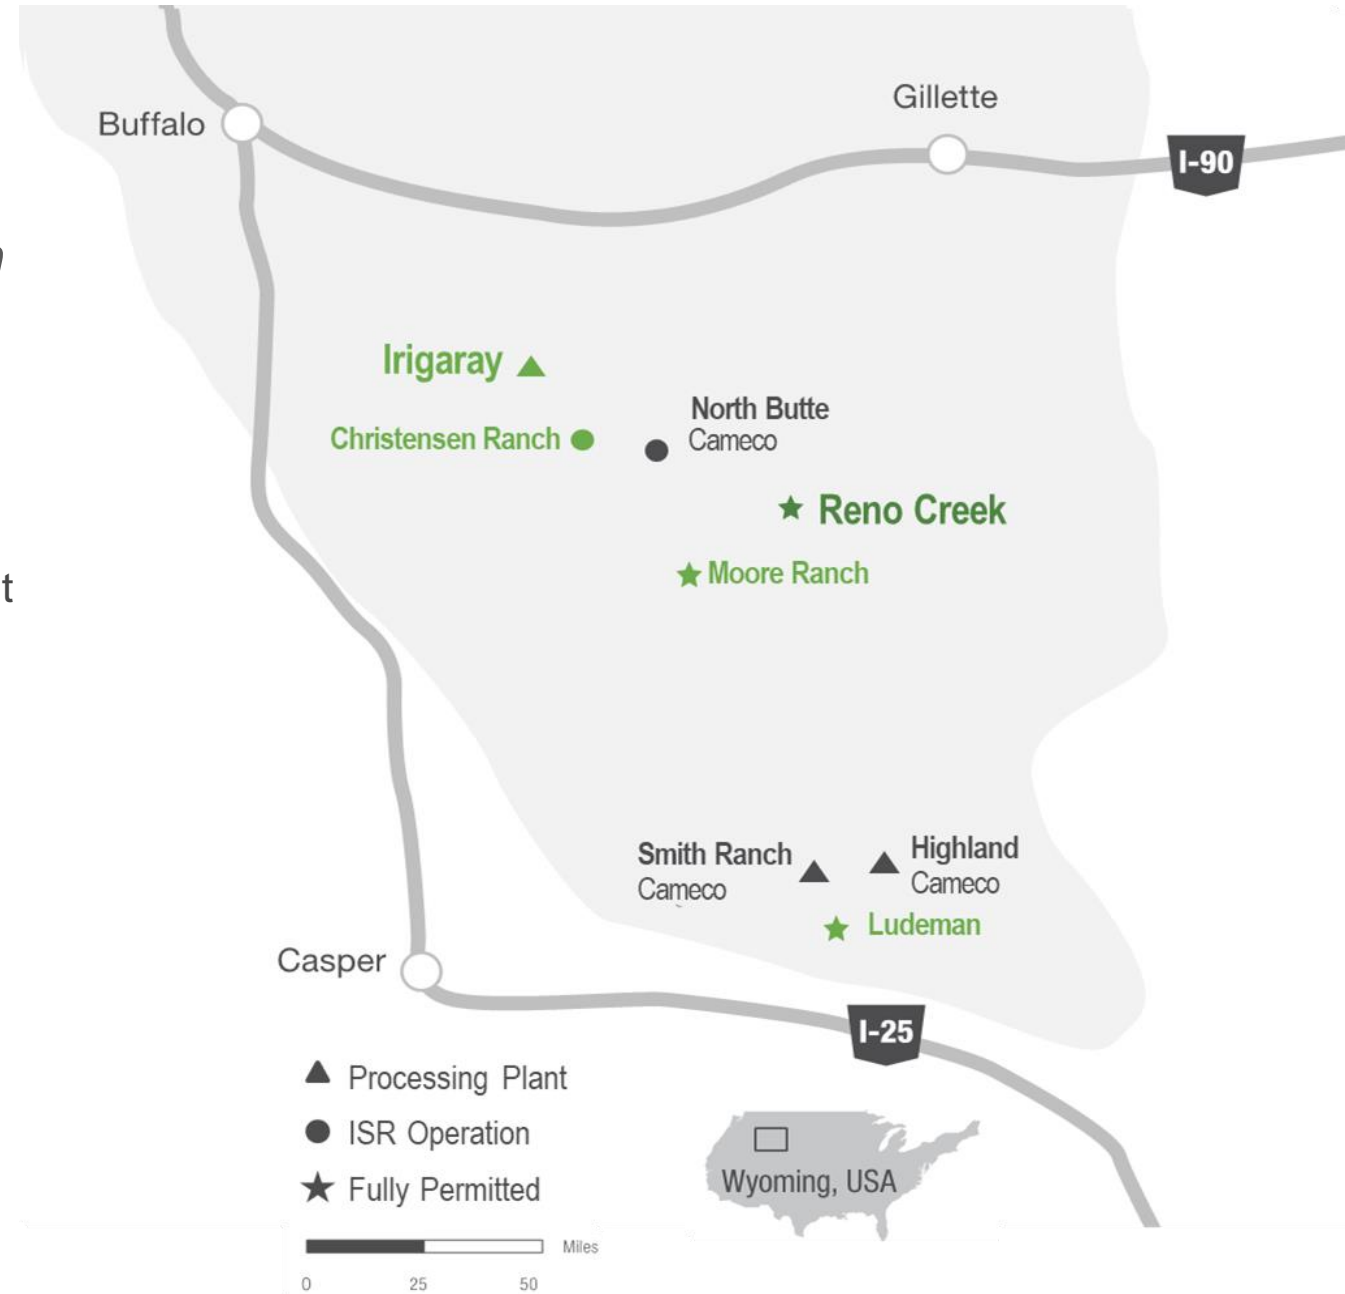 Gillette
Buffalo
I-90
Irigaray
North Butte
Christensen Ranch
Cameco
Reno Creek
t
Moore Ranch
Smith Ranch
Highland
Cameco
Cameco
Ludeman
Casper
I-25
Processing Plant
ISR Operation
Fully Permitted
Wyoming, USA
Miles
0 25 50